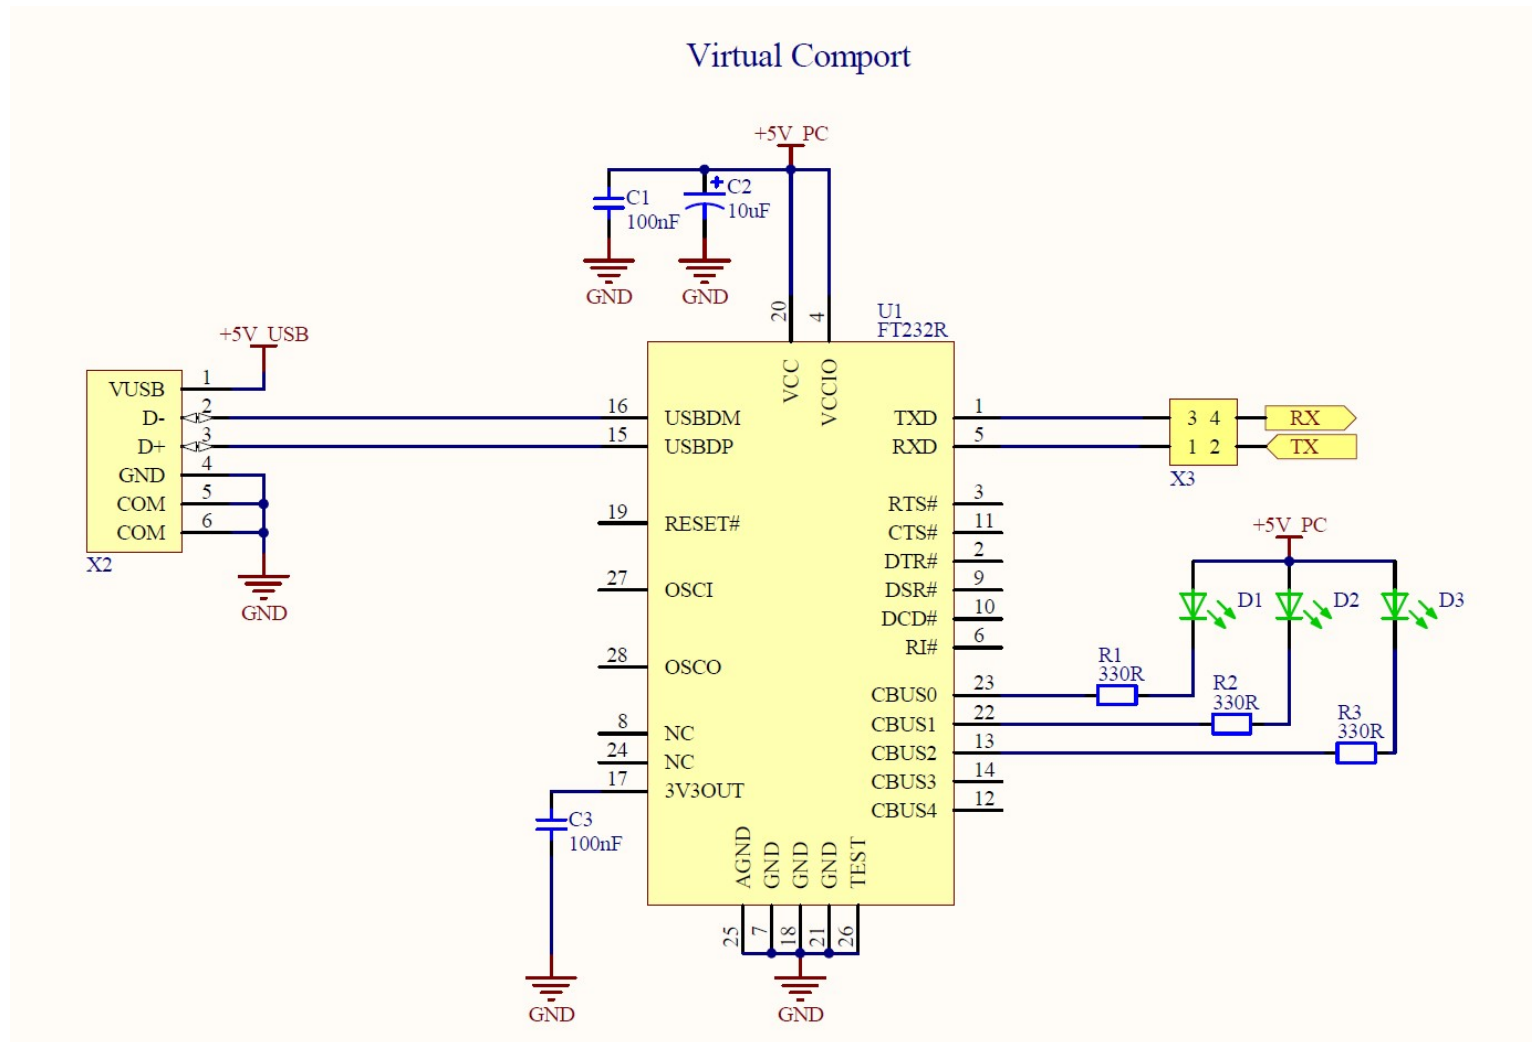 Virtual Comport
+5V_PC
C1
100nF
C2
10uF
GND
GND
20
4
U1
FT232R
+5V_USB
VUSB
1
D-
2
D+
3
GND
4
COM
5
COM
6
X2
GND
VCC
VCCIO
16
USBDM
15
USBDP
19
RESET#
27
OSCI
28
OSCO
8
NC
24
NC
17
3V3OUT
C3
100nF
GND
TXD
1
RXD
5
RTS#
3
CTS#
11
DTR#
2
DSR#
9
DCD#
10
RI#
6
CBUS0
23
CBUS1
22
CBUS2
13
CBUS3
14
CBUS4
12
AGND
GND
GND
GND
TEST
25
7
18
21
26
GND
3 4
1 2
X3
RX
TX
+5V_PC
D1
D2
D3
R1
330R
R2
330R
R3
330R